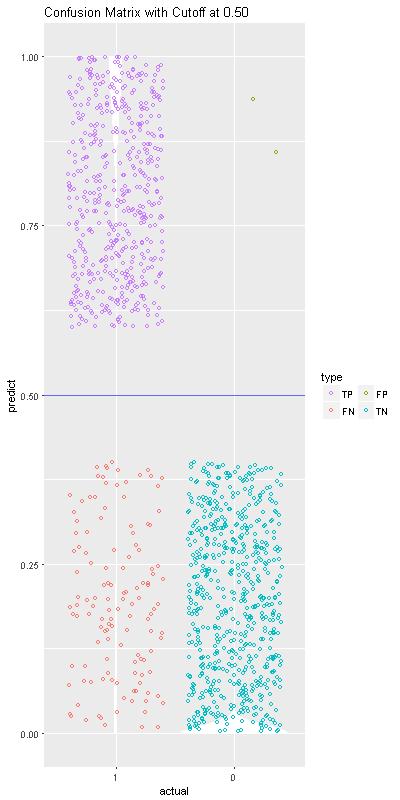 Confusion Matrix with Cutoff at 0.50
1.00
0.75
0.50
0.25
0.00
predict
1
0
actual
type
TP
FP
FN
TN